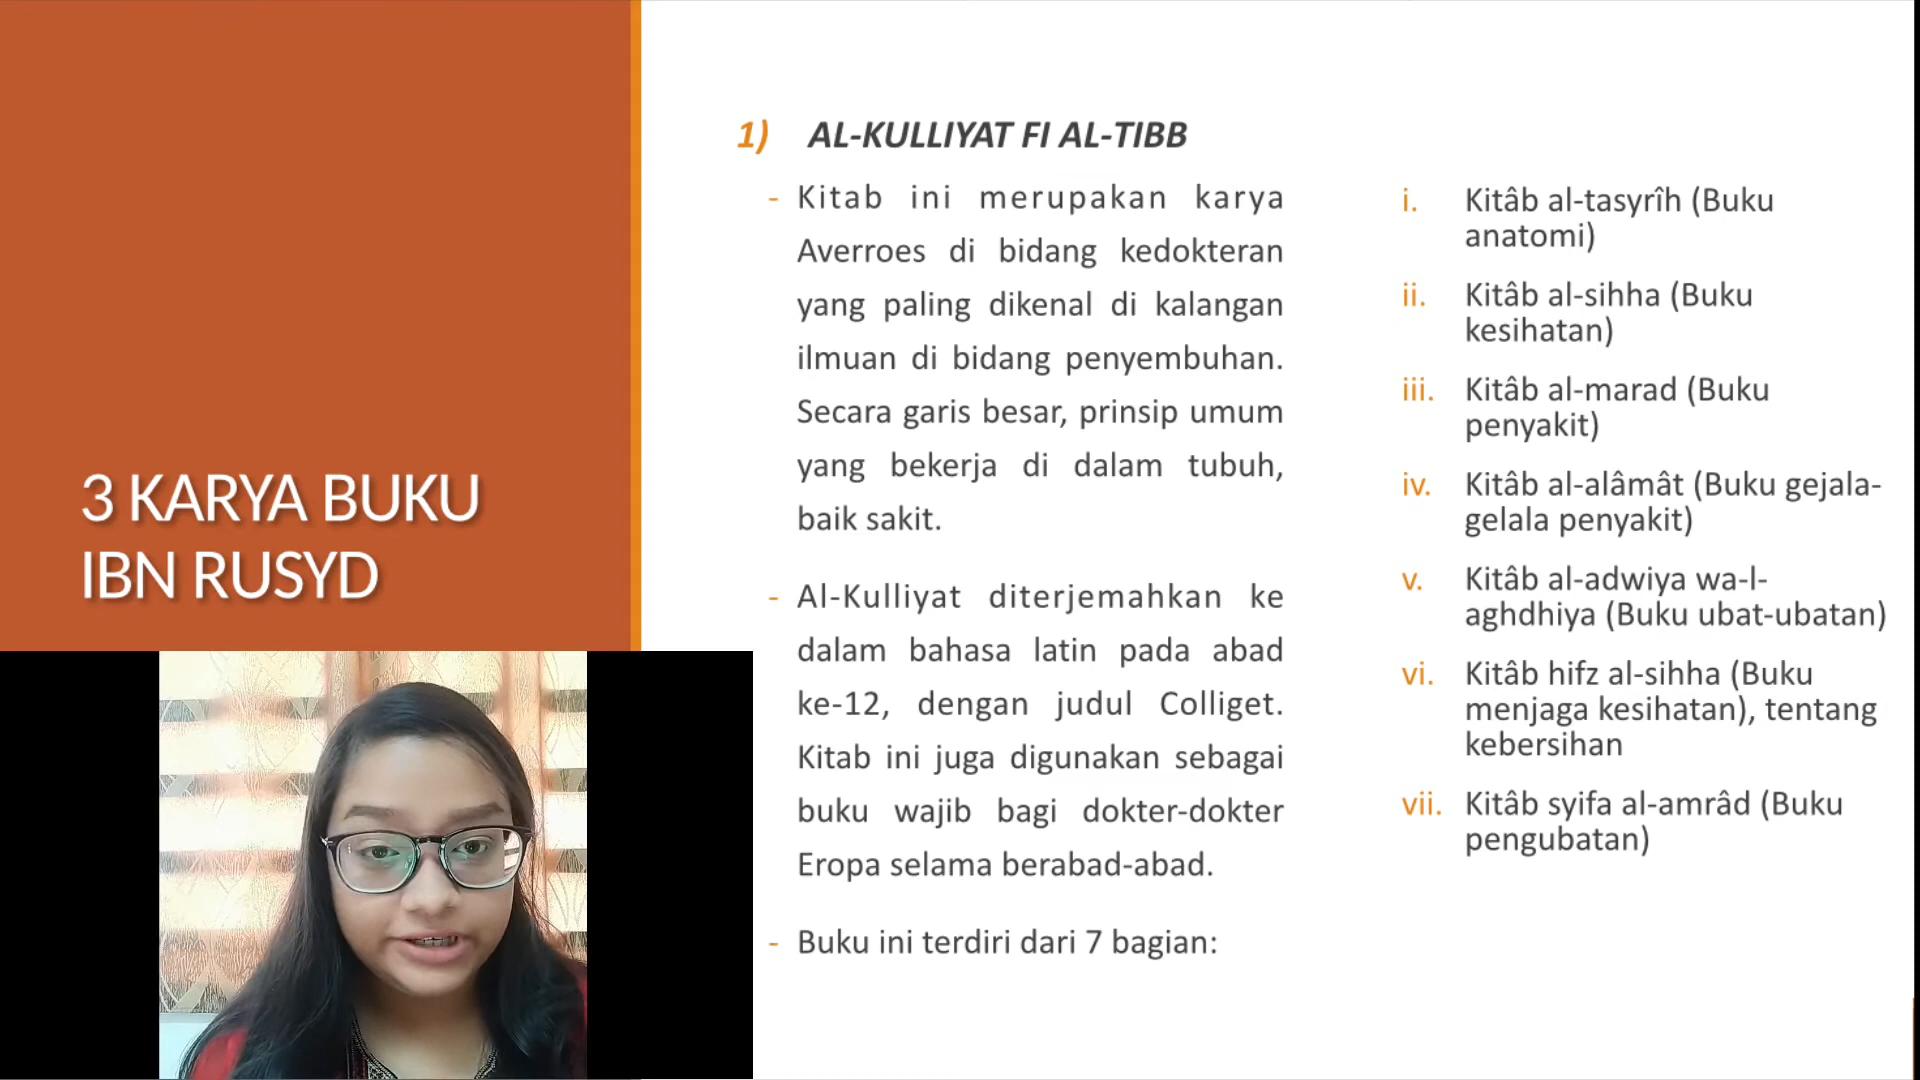 3 KARYA BUKU
IBN RUSYD
1) AL-KULLIYAT FI AL-TIBB
- Kitab ini merupakan karya
Averroes di bidang kedokteran
yang paling dikenal di kalangan
ilmuan di bidang penyembuhan.
Secara garis besar, prinsip umum
yang bekerja di dalam tubuh,
baik sakit.
- Al-Kulliyat diterjemahkan ke
dalam bahasa latin pada abad
ke-12, dengan judul Colliget.
Kitab ini juga digunakan sebagai
buku wajib bagi dokter-dokter
Eropa selama berabad-abad.
- Buku ini terdiri dari 7 bagian:
i. Kitâb al-tasyrîh (Buku
anatomi)
ii. Kitâb al-sihha (Buku
kesihatan)
iii. Kitâb al-marad (Buku
penyakit)
iv. Kitâb al-alâmât (Buku gejala-
gelala penyakit)
v. Kitâb al-adwiya wa-l-
aghdhiya (Buku ubat-ubatan)
vi. Kitâb hifz al-sihha (Buku
menjaga kesihatan), tentang
kebersihan
vii. Kitâb syifa al-amrâd (Buku
pengubatan)